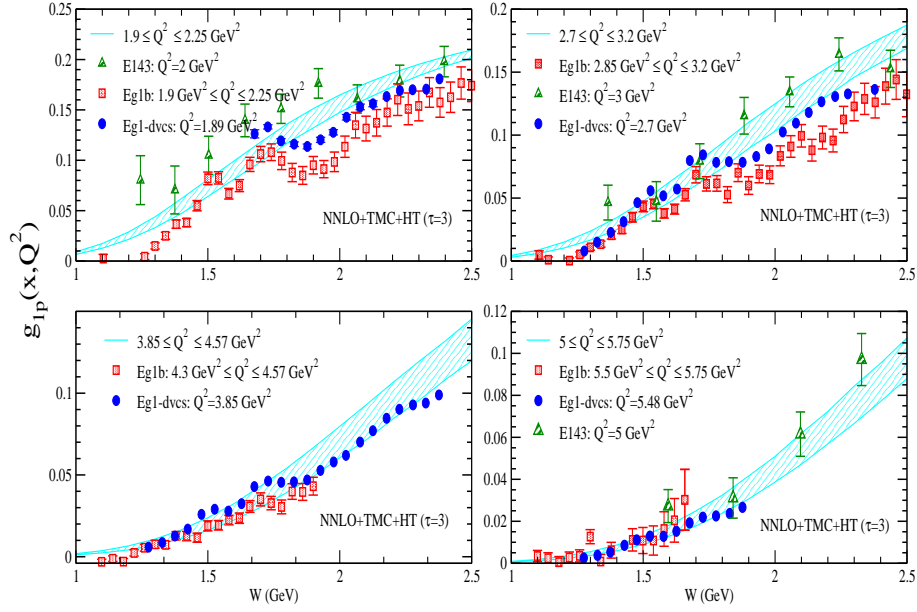 g₁ₚ(x,Q²)
0.25
0.2
0.15
0.1
0.05
0
1.9 ≤ Q² ≤ 2.25 GeV²
E143: Q²=2 GeV²
Eg1b: 1.9 GeV² ≤ Q² ≤ 2.25 GeV²
Eg1-dvcs: Q²=1.89 GeV²
NNLO+TMC+HT (τ=3)
1 1.5 2 2.5
0.2
0.15
0.1
0.05
0
2.7 ≤ Q² ≤ 3.2 GeV²
Eg1b: 2.85 GeV² ≤ Q² ≤ 3.2 GeV²
E143: Q²=3 GeV²
Eg1-dvcs: Q²=2.7 GeV²
NNLO+TMC+HT (τ=3)
1 1.5 2 2.5
0.1
0.05
0
3.85 ≤ Q² ≤ 4.57 GeV²
Eg1b: 4.3 GeV² ≤ Q² ≤ 4.57 GeV²
Eg1-dvcs: Q²=3.85 GeV²
NNLO+TMC+HT (τ=3)
1 1.5 2 2.5
W (GeV)
0.12
0.1
0.08
0.06
0.04
0.02
0
5 ≤ Q² ≤ 5.75 GeV²
Eg1b: 5.5 GeV² ≤ Q² ≤ 5.75 GeV²
Eg1-dvcs: Q²=5.48 GeV²
E143: Q²=5 GeV²
NNLO+TMC+HT (τ=3)
1 1.5 2 2.5
W (GeV)